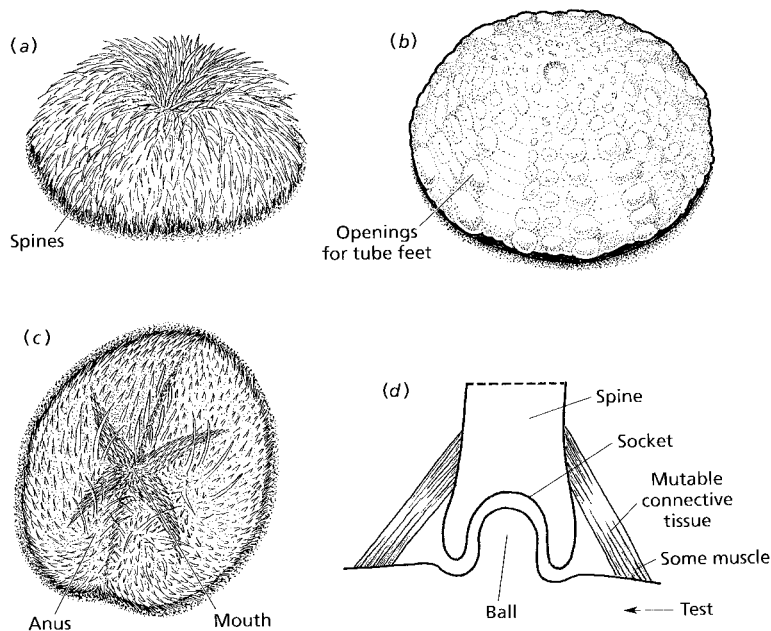 (a)
Spines
(b)
Openings
for tube feet
(c)
Anus
Mouth
(d)
Spine
Socket
Mutable
connective
tissue
Some muscle
Ball
Test